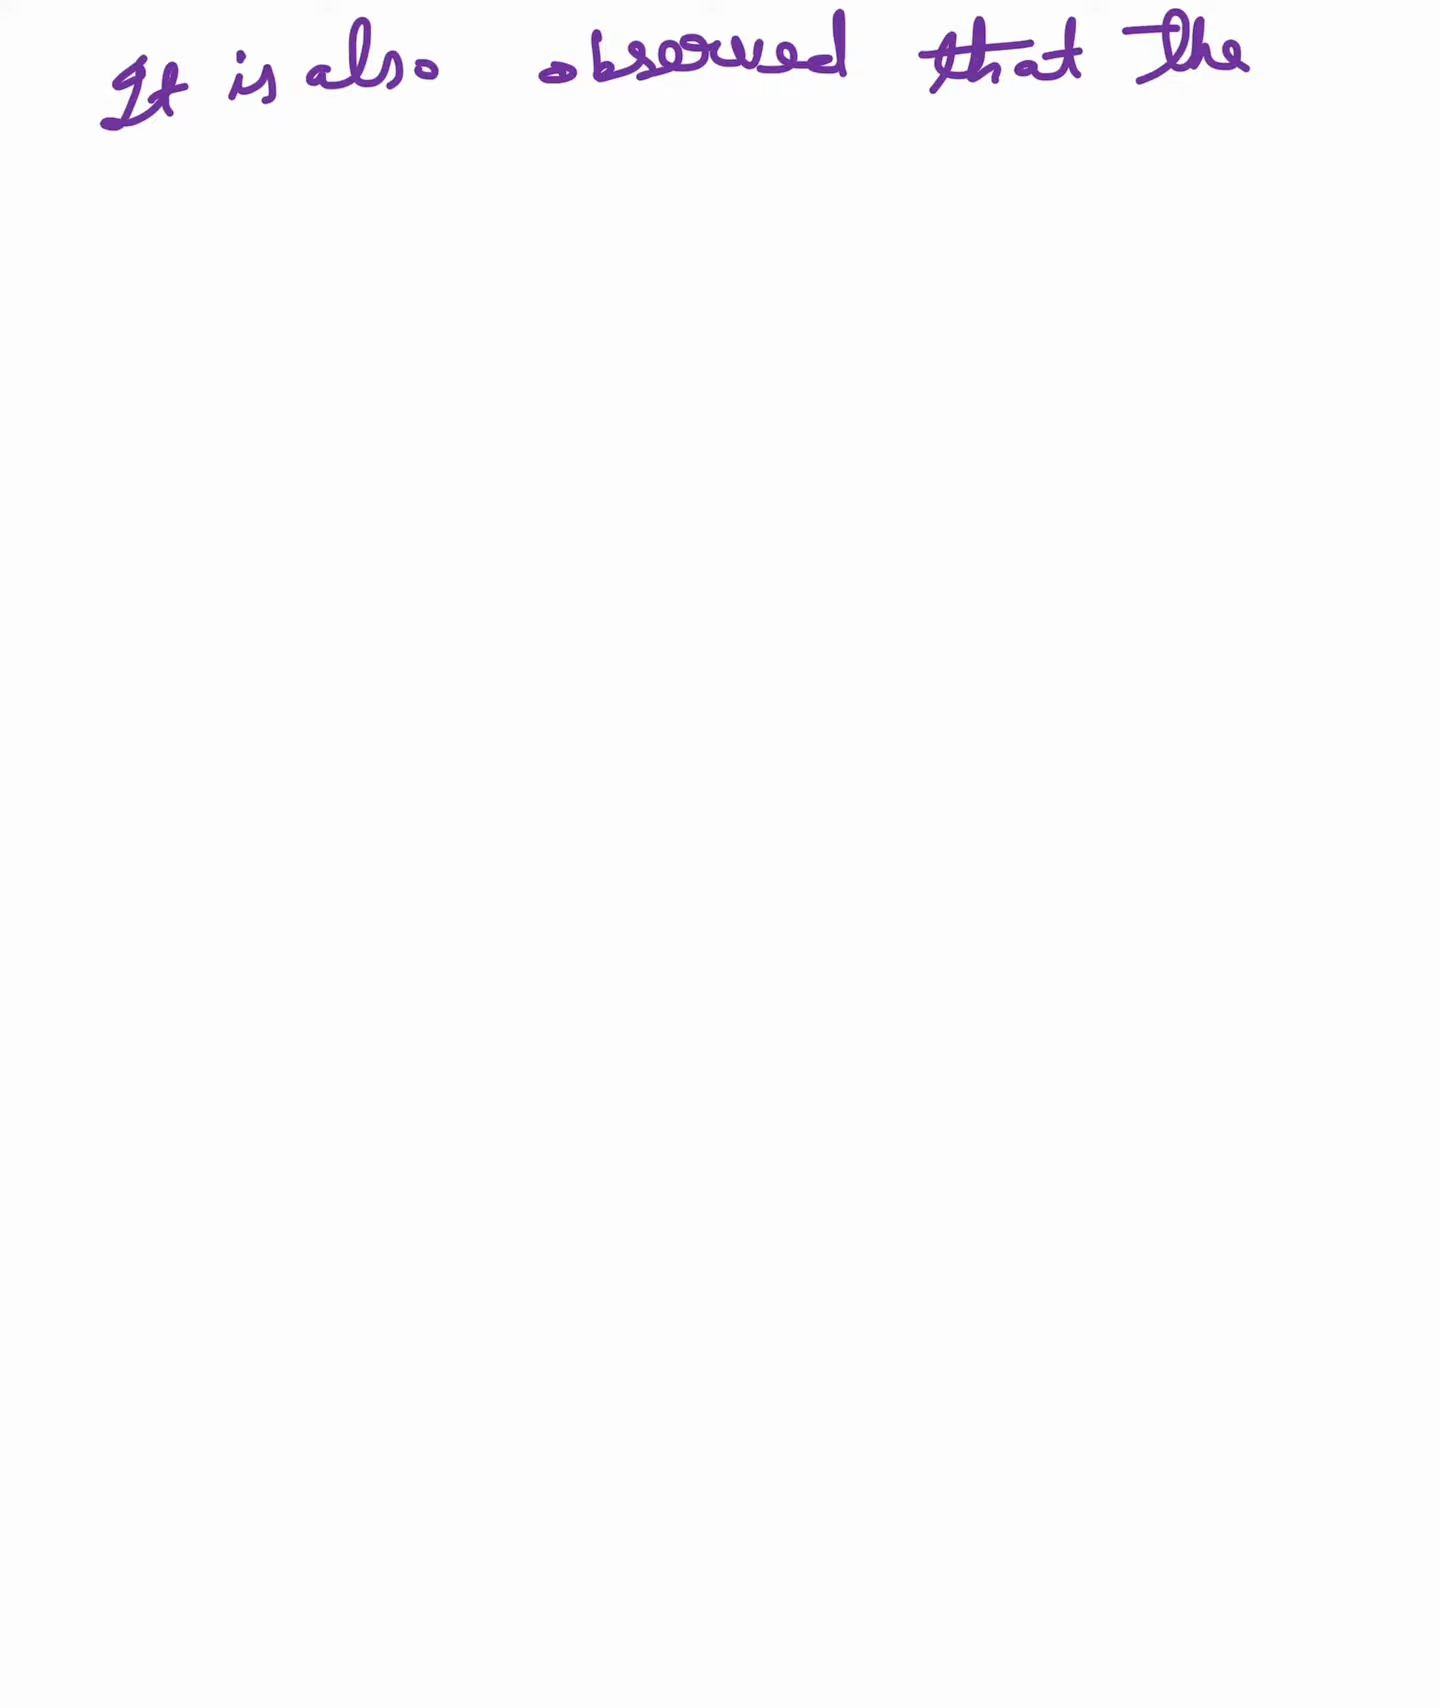 It is also observed that the